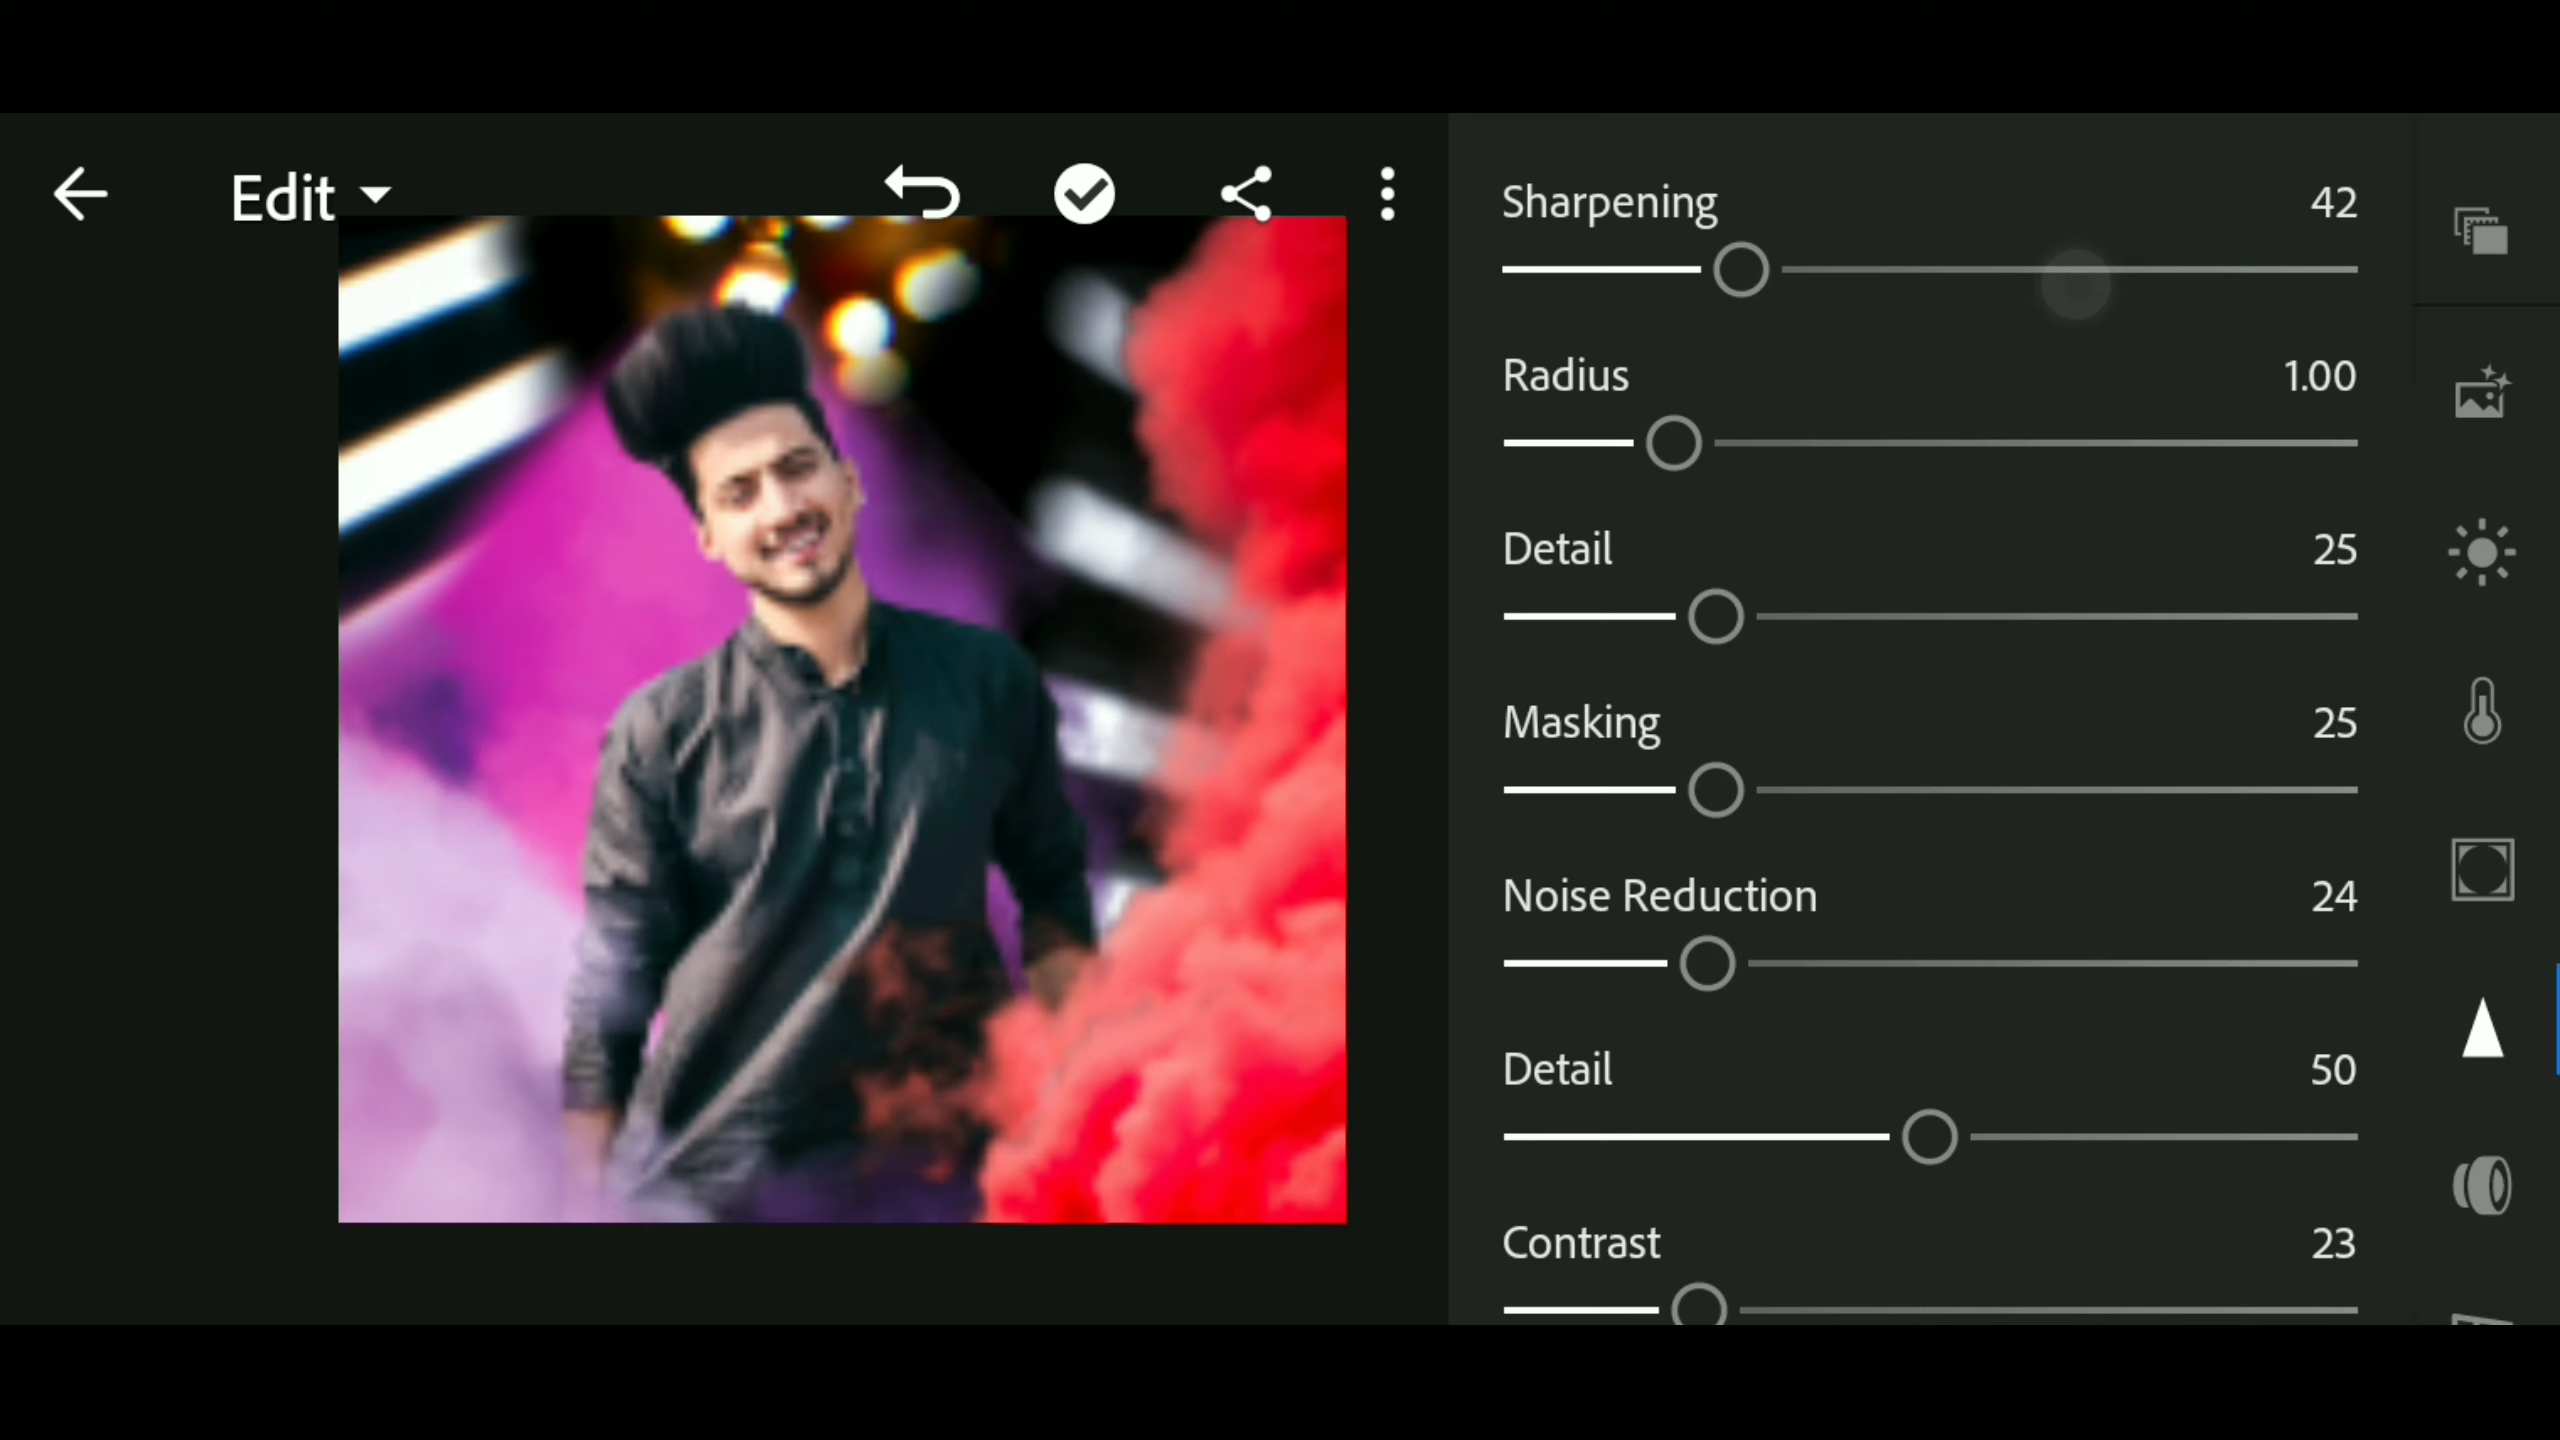 Edit
Sharpening 42
Radius 1.00
Detail 25
Masking 25
Noise Reduction 24
Detail 50
Contrast 23